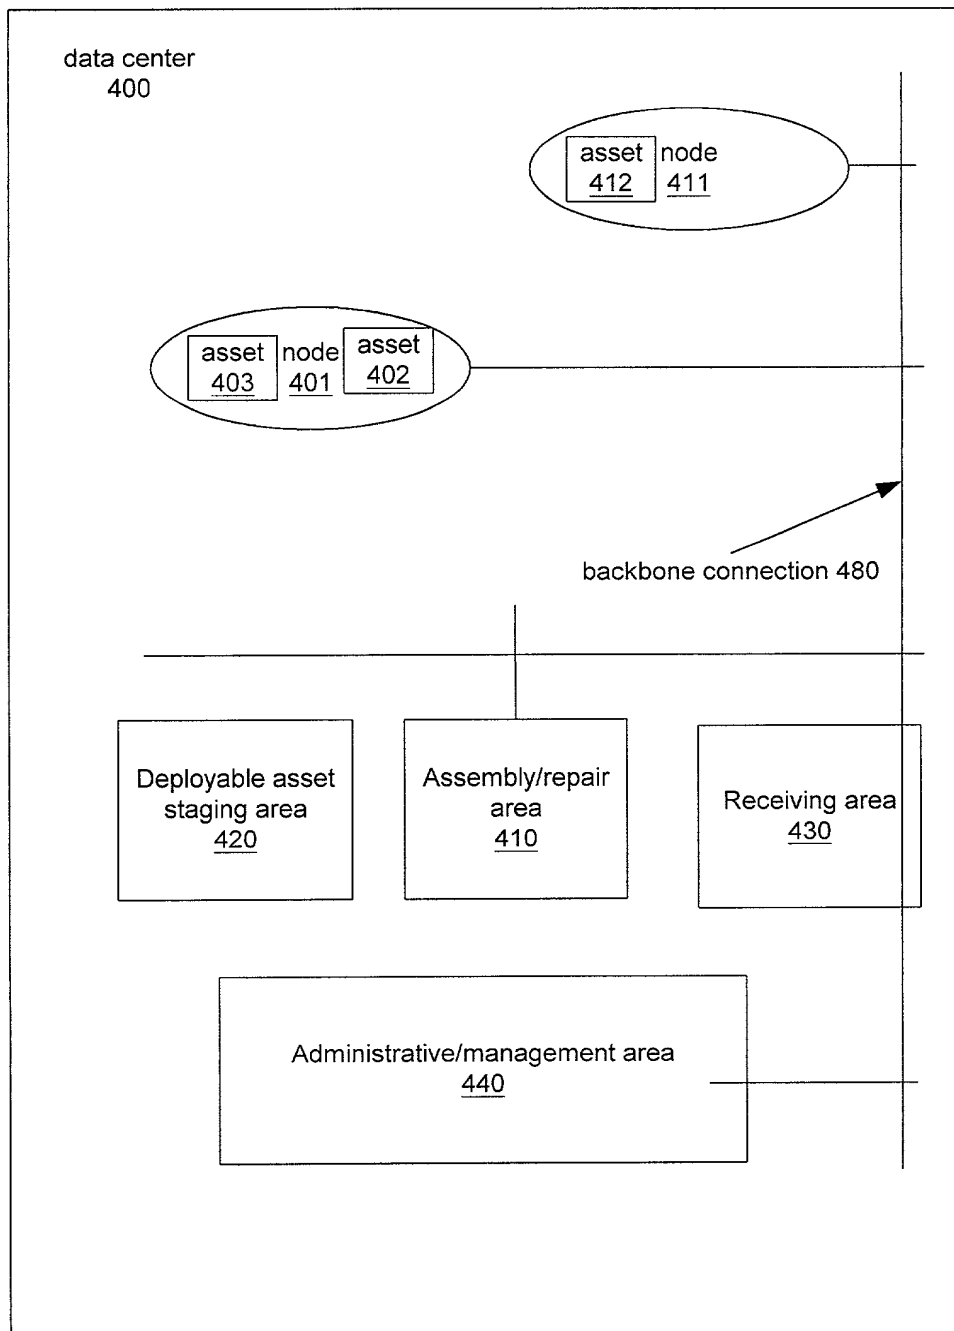 data center
400
asset
412
node
411
asset
403
node
401
asset
402
backbone connection 480
Deployable asset
staging area
420
Assembly/repair
area
410
Receiving area
430
Administrative/management area
440